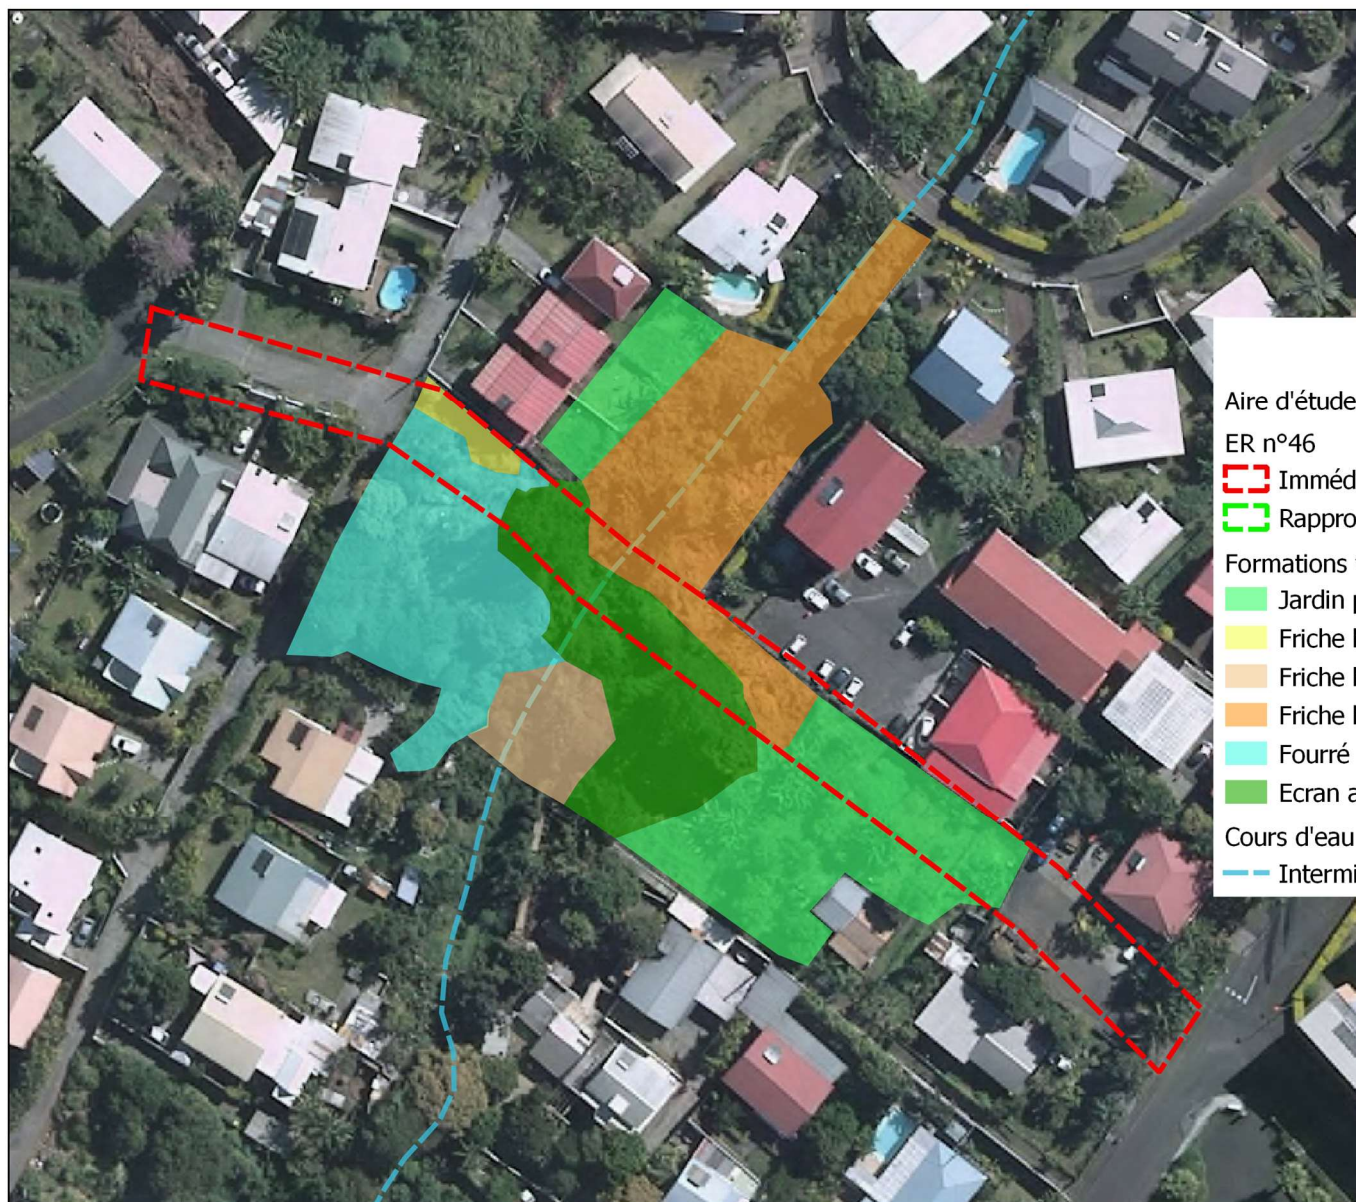 Aire d'étude
ER n°46
Imméd
Rappro
Formations
Jardin p
Friche l
Friche l
Friche l
Fourré
Ecran a
Cours d'eau
Intermi